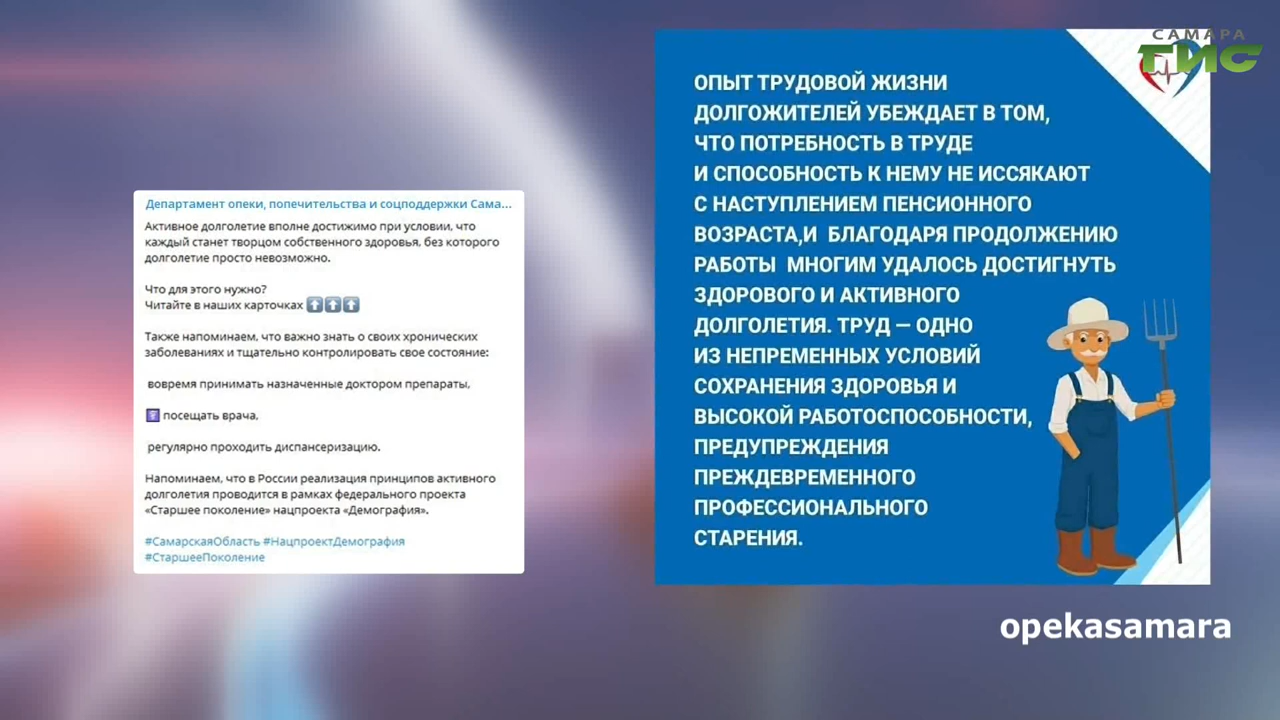 Департамент опеки, попечительства и соцподдержки Сама...
Активное долголетие вполне достижимо при условии, что
каждый станет творцом собственного здоровья, без которого
долголетие просто невозможно.
Что для этого нужно?
Читайте в наших карточках
Также напоминаем, что важно знать о своих хронических
заболеваниях и тщательно контролировать свое состояние:
вовремя принимать назначенные доктором препараты,
посещать врача,
регулярно проходить диспансеризацию.
Напоминаем, что в России реализация принципов активного
долголетия проводится в рамках федерального проекта
«Старшее поколение» нацпроекта «Демография».
#СамарскаяОбласть #НацпроектДемография
#СтаршееПоколение
САМАРА
ГИС
ОПЫТ ТРУДОВОЙ ЖИЗНИ
ДОЛГОЖИТЕЛЕЙ УБЕЖДАЕТ В ТОМ,
ЧТО ПОТРЕБНОСТЬ В ТРУДЕ
И СПОСОБНОСТЬ К НЕМУ НЕ ИССЯКАЮТ
С НАСТУПЛЕНИЕМ ПЕНСИОННОГО
ВОЗРАСТА,И БЛАГОДАРЯ ПРОДОЛЖЕНИЮ
РАБОТЫ МНОГИМ УДАЛОСЬ ДОСТИГНУТЬ
ЗДОРОВОГО И АКТИВНОГО
ДОЛГОЛЕТИЯ. ТРУД — ОДНО
ИЗ НЕПРЕМЕННЫХ УСЛОВИЙ
СОХРАНЕНИЯ ЗДОРОВЬЯ И
ВЫСОКОЙ РАБОТОСПОСОБНОСТИ,
ПРЕДУПРЕЖДЕНИЯ
ПРЕЖДЕВРЕМЕННОГО
ПРОФЕССИОНАЛЬНОГО
СТАРЕНИЯ.
opekasamara